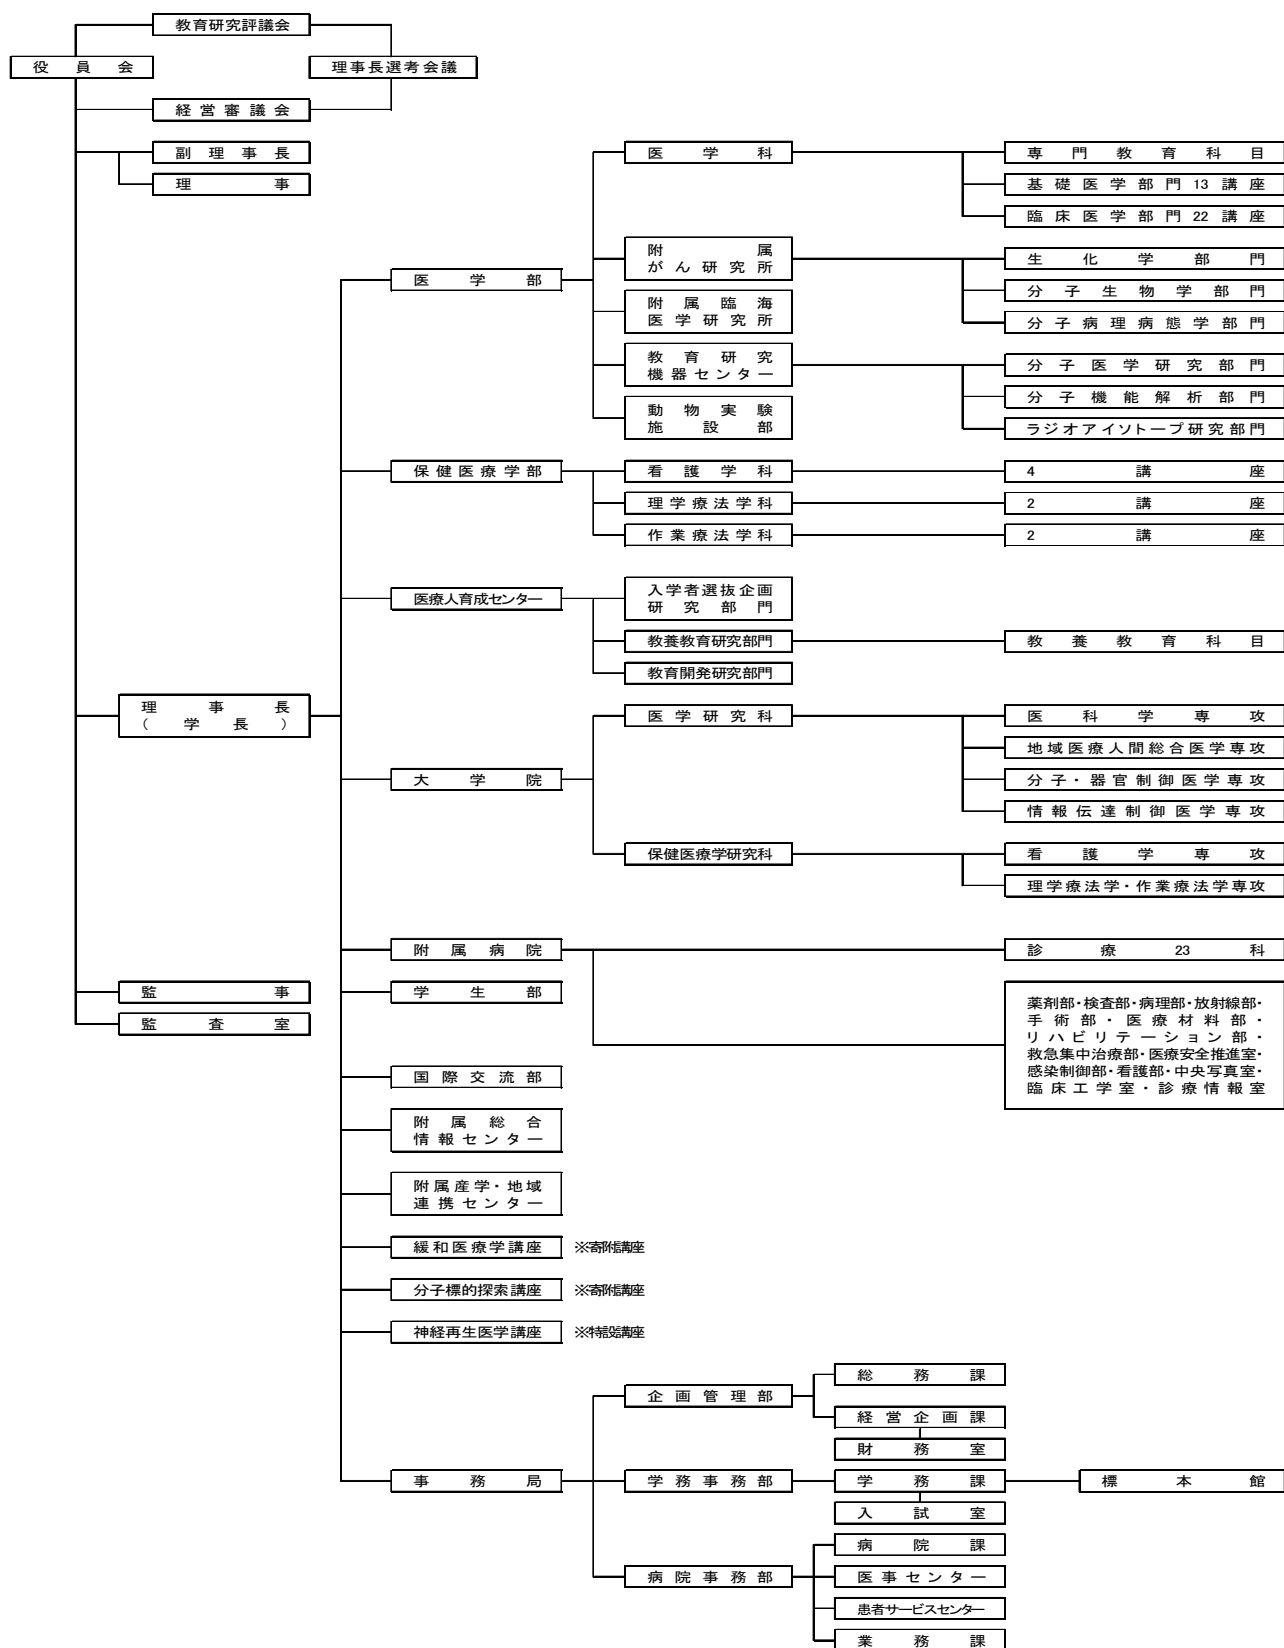 教育研究評議会
役員会
理事長選考会議
経営審議会
副理事長
理事
医学科
専門教育科目
基礎医学部門13講座
臨床医学部門22講座
医学部
附属
がん研究所
生化学部門
分子生物学部門
分子病理病態学部門
附属臨海
医学研究所
教育研究
機器センター
分子医学研究部門
分子機能解析部門
ラジオアイソトープ研究部門
動物実験
施設部
保健医療学部
看護学科
4講座
理学療法学科
2講座
作業療法学科
2講座
医療人育成センター
入学者選抜企画
研究部門
教養教育研究部門
教養教育科目
教育開発研究部門
理事長
(学長)
大学院
医学研究科
医科学専攻
地域医療人間総合医学専攻
分子・器官制御医学専攻
情報伝達制御医学専攻
保健医療学研究科
看護学専攻
理学療法学・作業療法学専攻
附属病院
診療23科
薬剤部・検査部・病理部・放射線部・
手術部・医療材料部・
リハビリテーション部・
救急集中治療部・医療安全推進室・
感染制御部・看護部・中央写真室・
臨床工学室・診療情報室
監事
監査室
学生部
国際交流部
附属総合
情報センター
附属産学・地域
連携センター
緩和医療学講座 ※寄附講座
分子標的探索講座 ※寄附講座
神経再生医学講座 ※特設講座
事務局
企画管理部
総務課
経営企画課
財務室
学務事務部
学務課
標本館
入試室
病院事務部
病院課
医事センター
患者サービスセンター
業務課